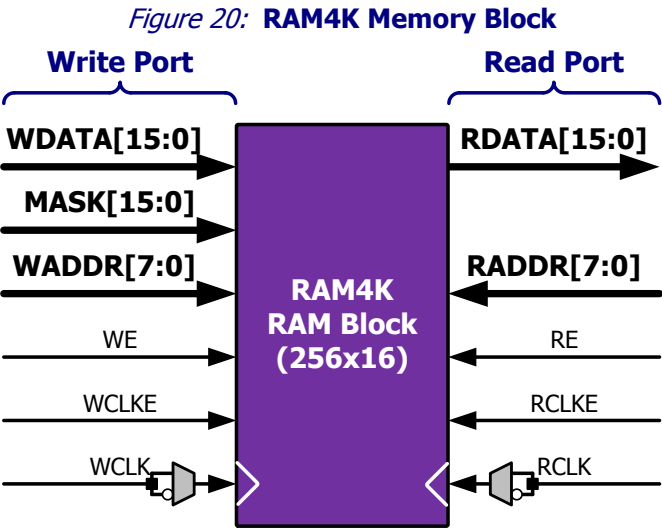 Figure 20: RAM4K Memory Block
Write Port
Read Port
WDATA[15:0]
MASK[15:0]
WADDR[7:0]
WE
WCLKE
WCLK
RAM4K
RAM Block
(256x16)
RDATA[15:0]
RADDR[7:0]
RE
RCLKE
RCLK